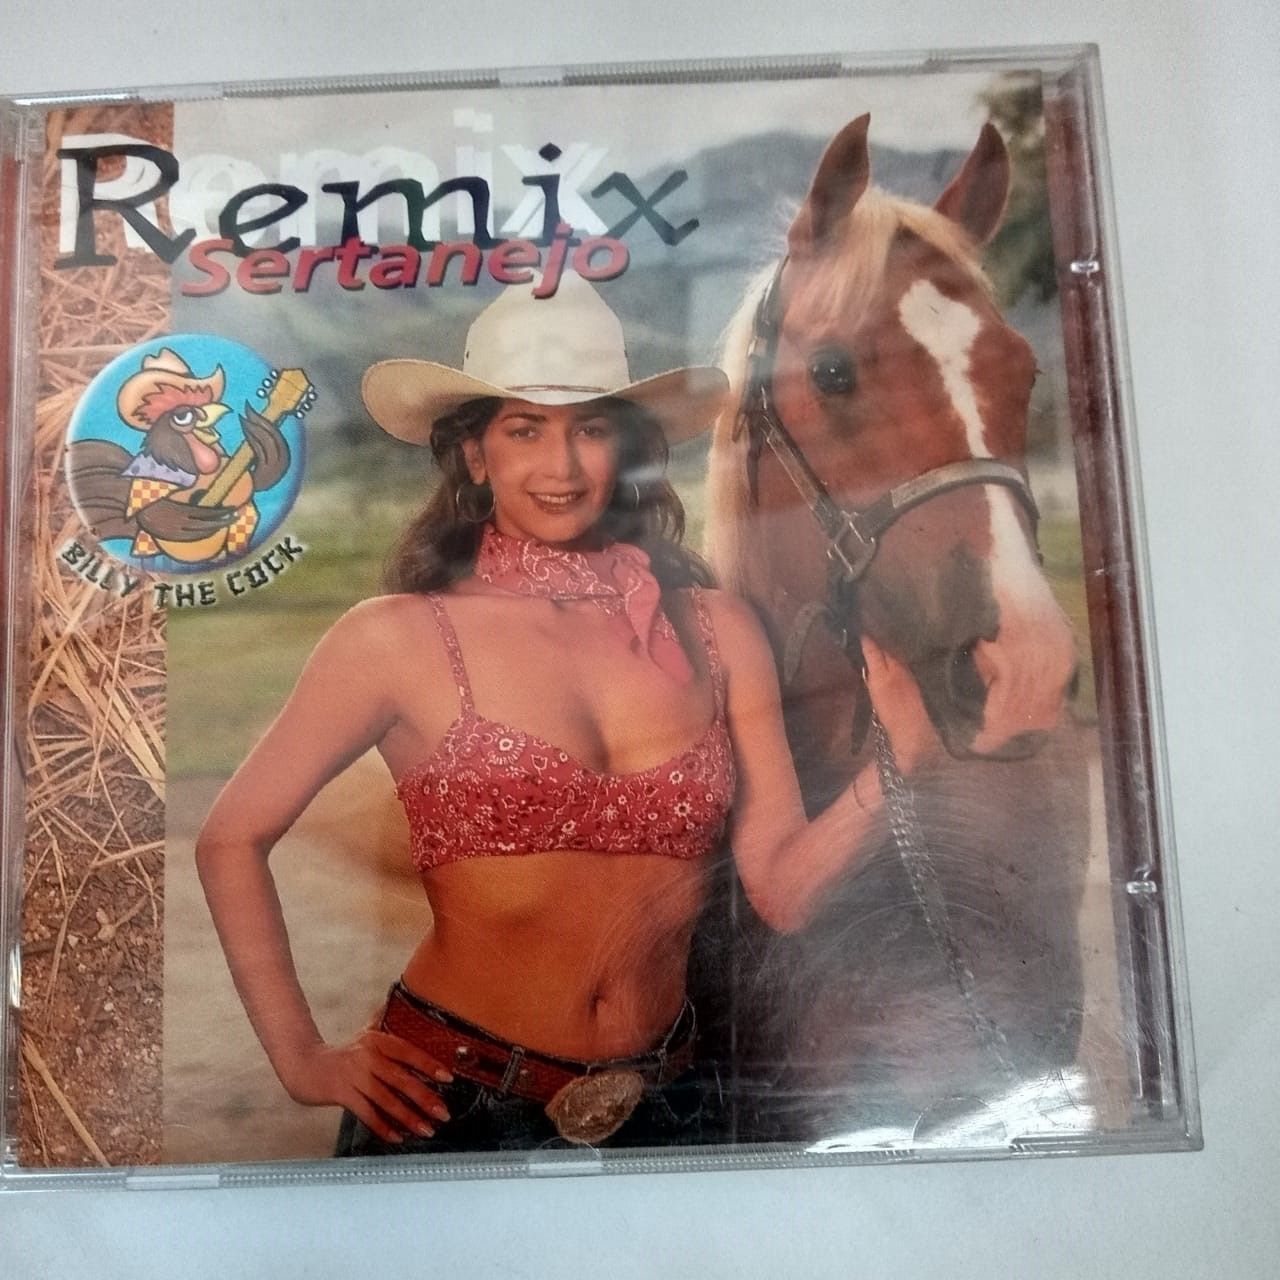 Remix
Sertanejo
BILLY THE COCK